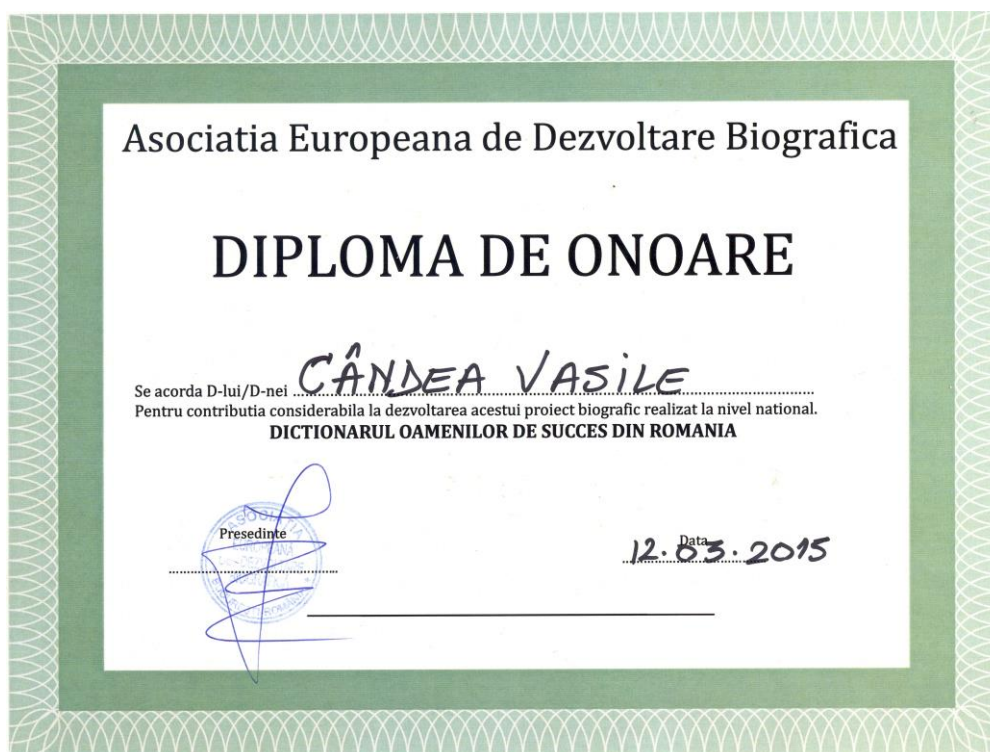 Asociatia Europeana de Dezvoltare Biografica
DIPLOMA DE ONOARE
Se acorda D-lui/D-nei CÂNDEA VASILE
Pentru contributia considerabila la dezvoltarea acestui proiect biografic realizat la nivel national.
DICTIONARUL OAMENILOR DE SUCCES DIN ROMANIA
ASOCIATIA
Presedinte
Data
12.03.2015